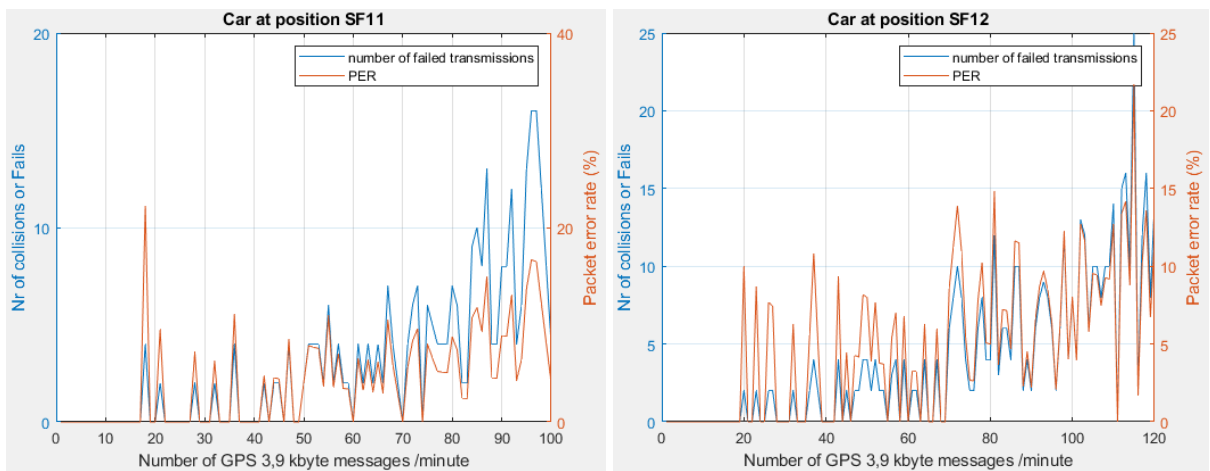 Car at position SF11
20
10
0
40
20
0
number of failed transmissions
PER
Nr of collisions or Fails
Packet error rate (%)
0 10 20 30 40 50 60 70 80 90 100
Number of GPS 3,9 kbyte messages /minute
Car at position SF12
25
20
15
10
5
0
25
20
15
10
5
0
number of failed transmissions
PER
Nr of collisions or Fails
Packet error rate (%)
0 20 40 60 80 100 120
Number of GPS 3,9 kbyte messages /minute